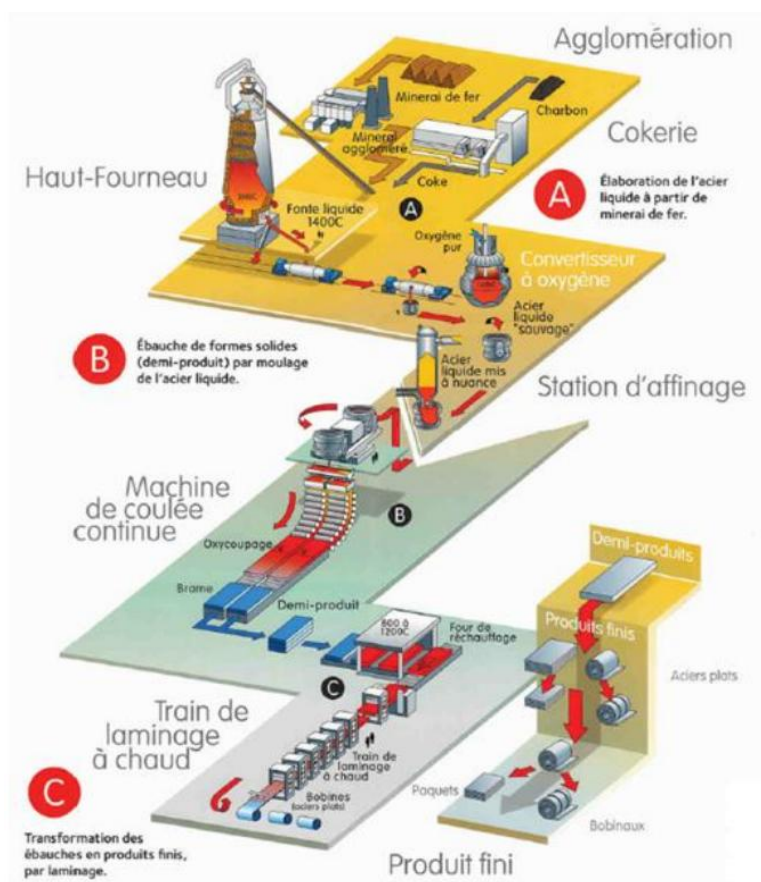 Agglomération
Minerai de fer
Charbon
Minerai
aggloméré
Cokerie
Haut-Fourneau
Coke
A
Élaboration de l'acier
liquide à partir de
minerai de fer.
A
Fonte liquide
1400C
Oxygène
pur
Convertisseur
à oxygène
Acier
liquide
"sauvage"
B
Ébauche de formes solides
(demi-produit) par moulage
de l'acier liquide.
Acier
liquide mis
à nuance
Station d'affinage
Machine
de coulée
continue
B
Oxycoupage
Brame
Demi-produit
800 à
1200C
Four de
réchauffage
Demi-produits
Produits finis
Aciers plats
C
Train de
laminage
à chaud
Train de
laminage
à chaud
Bobines
(aciers plats)
Paquets
Bobinaux
C
Transformation des
ébauches en produits finis,
par laminage.
Produit fini